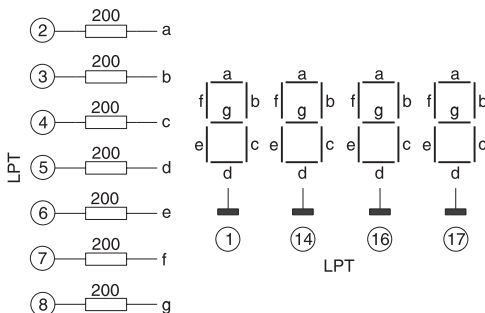 2 200 a
3 200 b
4 200 c
5 200 d
6 200 e
7 200 f
8 200 g
LPT
a a a a
f b f b f b f b
g g g g
e c e c e c e c
d d d d
1 14 16 17
LPT